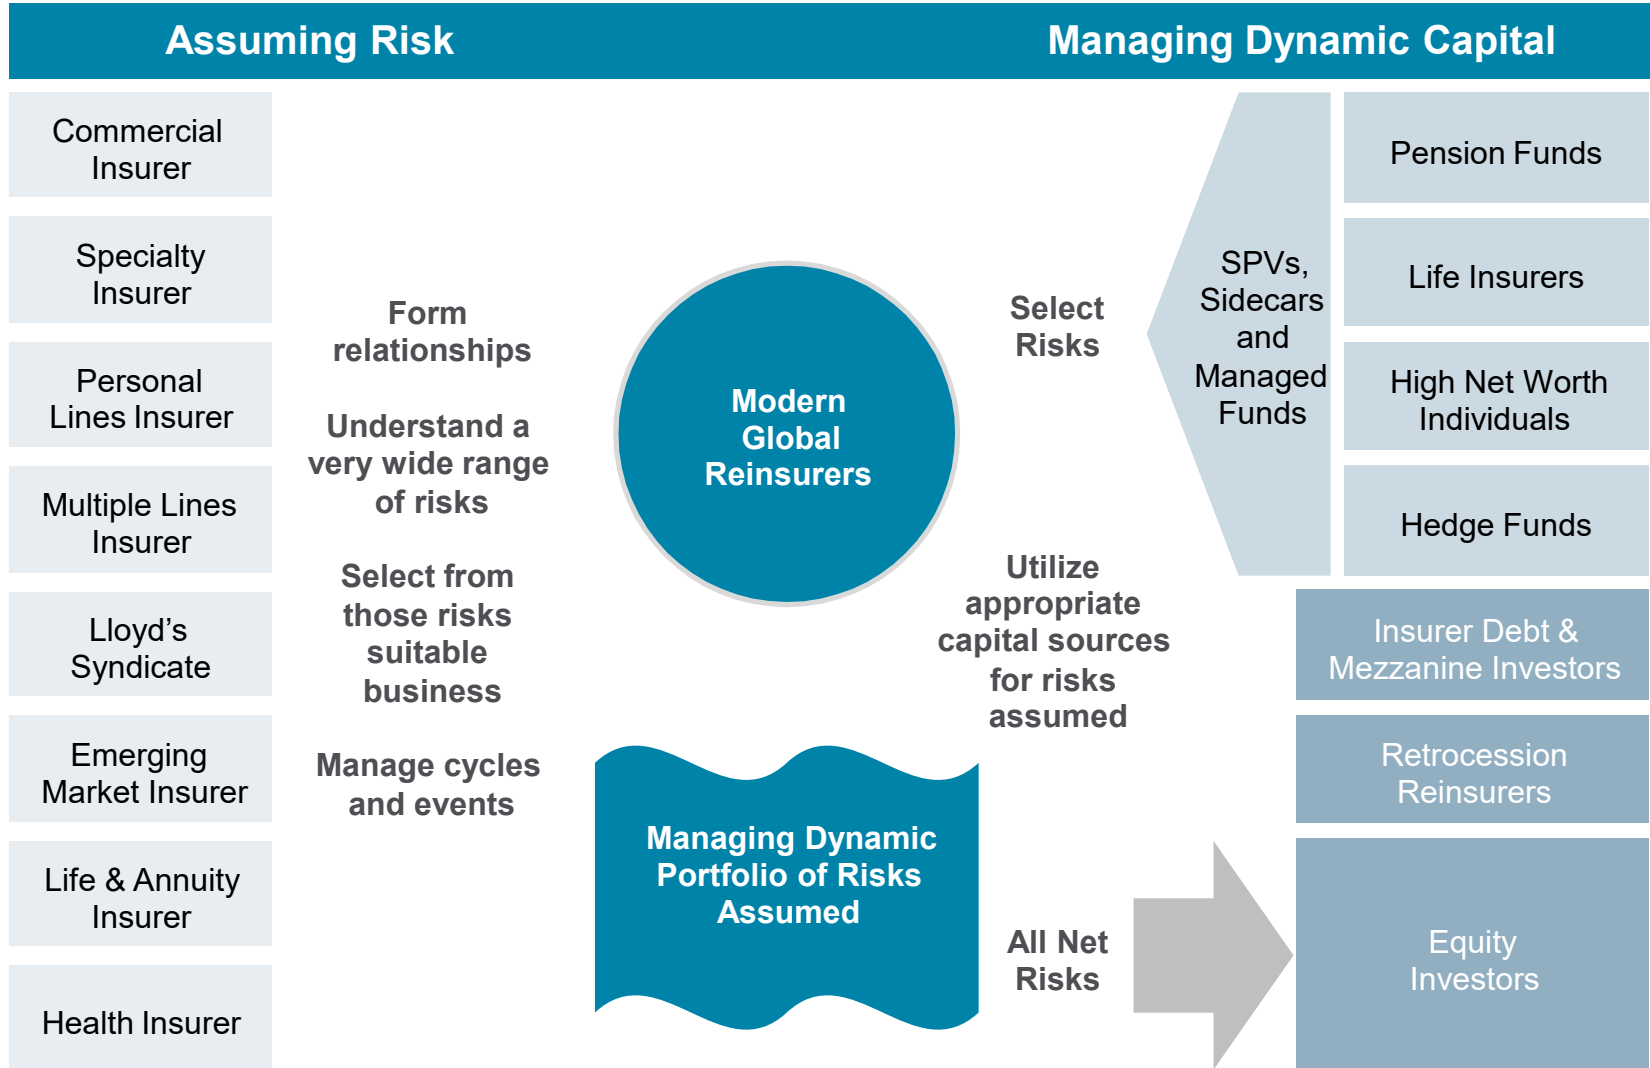 Assuming Risk
Managing Dynamic Capital
Commercial
Insurer
Specialty
Insurer
Personal
Lines Insurer
Multiple Lines
Insurer
Lloyd’s
Syndicate
Emerging
Market Insurer
Life & Annuity
Insurer
Health Insurer
Form
relationships
Understand a
very wide range
of risks
Select from
those risks
suitable
business
Manage cycles
and events
Modern
Global
Reinsurers
Managing Dynamic
Portfolio of Risks
Assumed
Select
Risks
Utilize
appropriate
capital sources
for risks
assumed
All Net
Risks
SPVs,
Sidecars
and
Managed
Funds
Pension Funds
Life Insurers
High Net Worth
Individuals
Hedge Funds
Insurer Debt &
Mezzanine Investors
Retrocession
Reinsurers
Equity
Investors